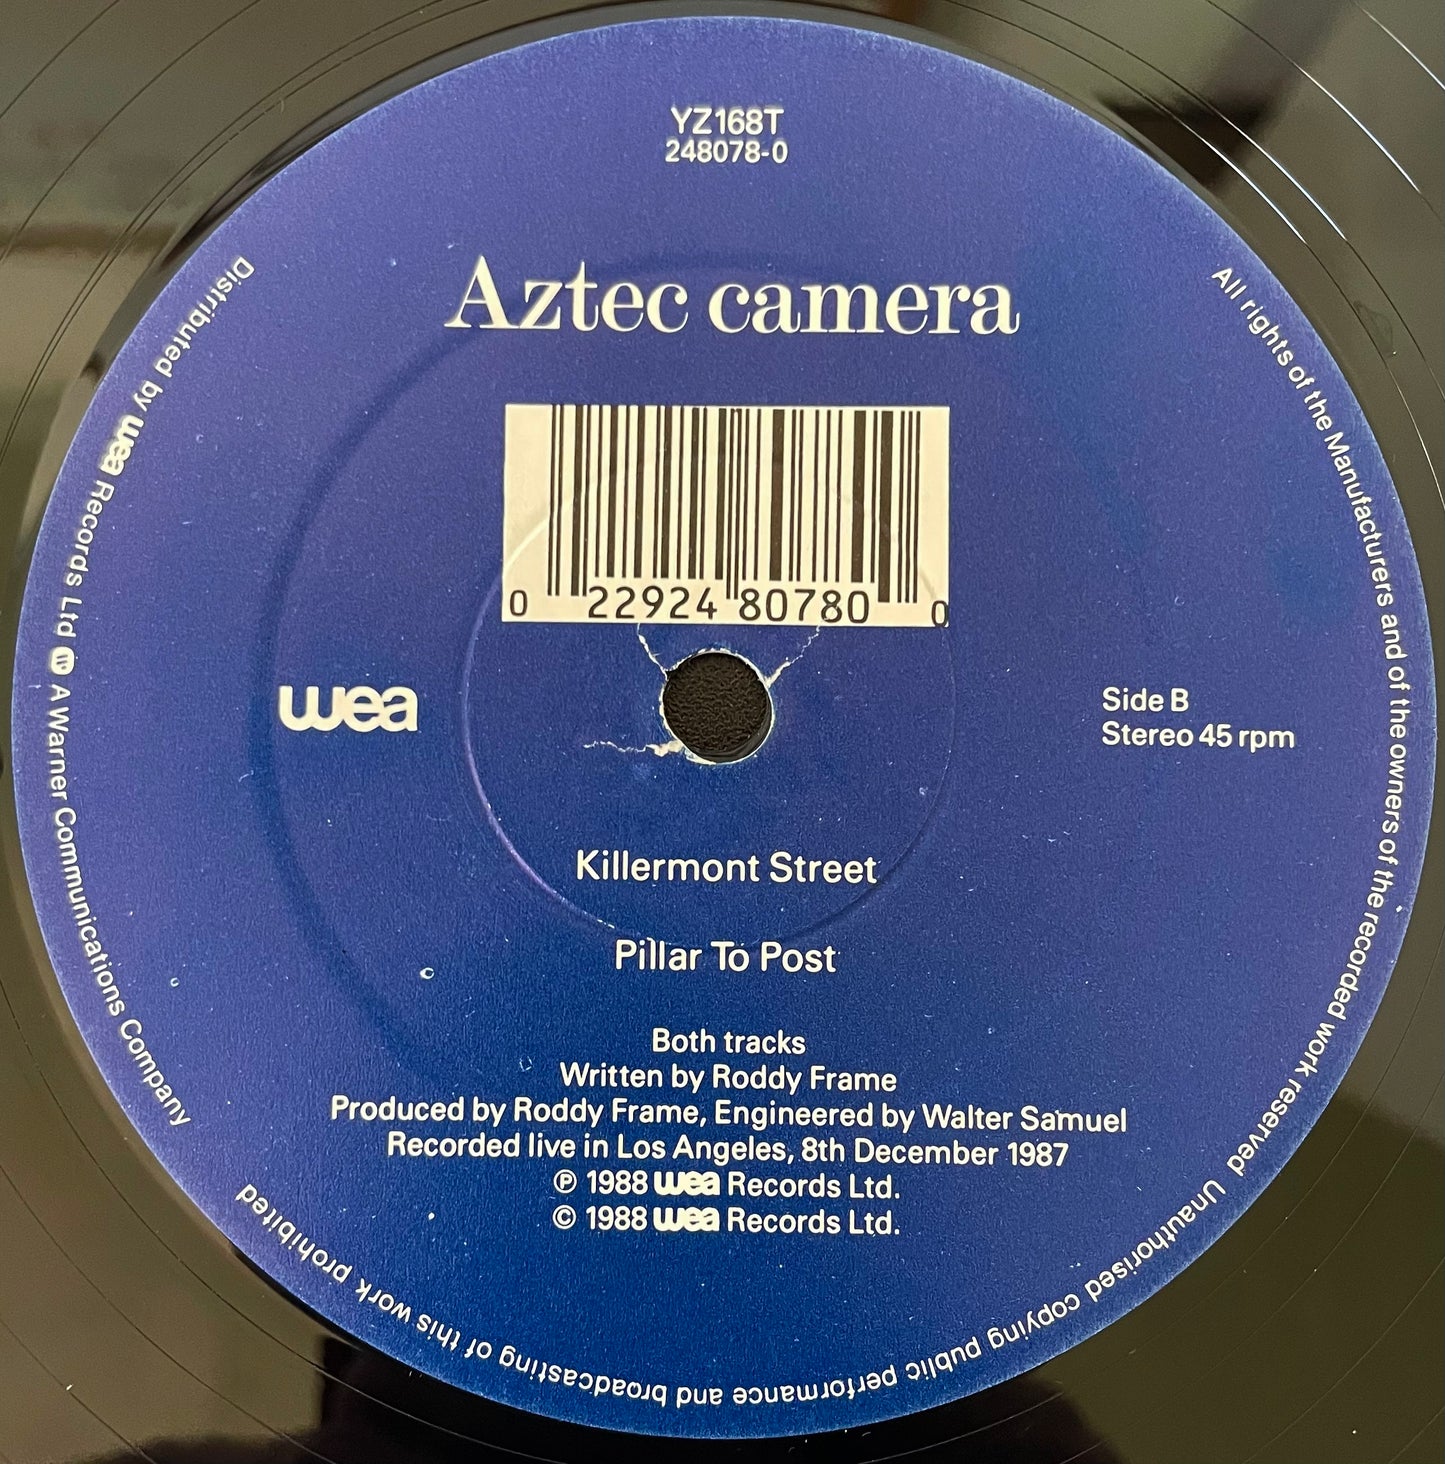 YZ168T
248078-0
Aztec camera
0 22924 80780 0
wea
Side B
Stereo 45 rpm
Killermont Street
Pillar To Post
Both tracks
Written by Roddy Frame
Produced by Roddy Frame, Engineered by Walter Samuel
Recorded live in Los Angeles, 8th December 1987
℗ 1988 wea Records Ltd.
© 1988 wea Records Ltd.
Distributed by wea Records Ltd W A Warner Communications Company
All rights of the Manufacturers and of the owners of the recorded work reserved Unauthorised copying public performance and broadcasting of this work prohibited